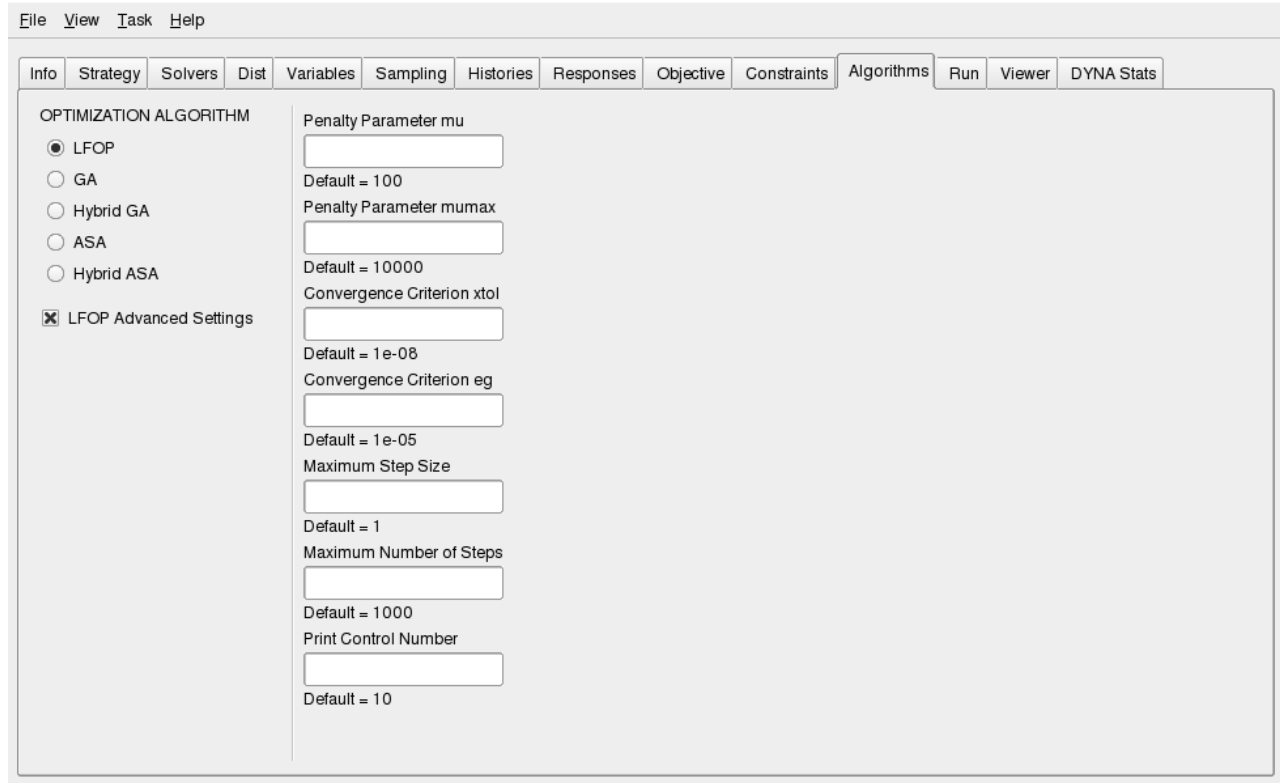 File View Task Help
Info Strategy Solvers Dist Variables Sampling Histories Responses Objective Constraints Algorithms Run Viewer DYNA Stats
OPTIMIZATION ALGORITHM
LFOP
GA
Hybrid GA
ASA
Hybrid ASA
LFOP Advanced Settings
Penalty Parameter mu
Default = 100
Penalty Parameter mumax
Default = 10000
Convergence Criterion xtol
Default = 1e-08
Convergence Criterion eg
Default = 1e-05
Maximum Step Size
Default = 1
Maximum Number of Steps
Default = 1000
Print Control Number
Default = 10